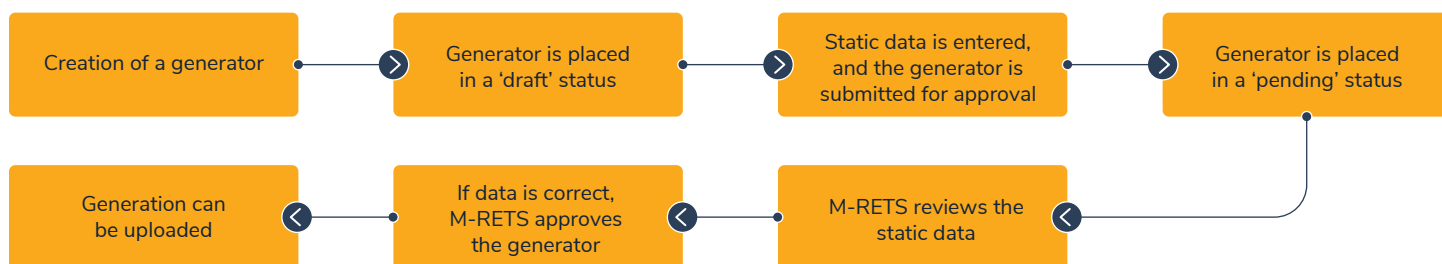 Creation of a generator
Generator is placed
in a ‘draft’ status
Static data is entered,
and the generator is
submitted for approval
Generator is placed
in a ‘pending’ status
M-RETS reviews the
static data
If data is correct,
M-RETS approves
the generator
Generation can
be uploaded